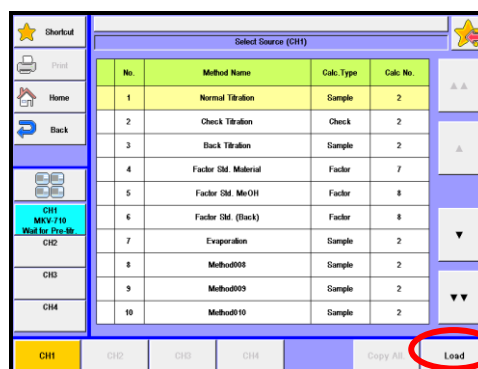 Shortcut
Print
Home
Back
CH1
MKV-710
Wait for Pre-titr.
CH2
CH3
CH4
Select Source (CH1)
No. Method Name Calc.Type Calc No.
1 Normal Titration Sample 2
2 Check Titration Check 2
3 Back Titration Sample 2
4 Factor Std. Material Factor 7
5 Factor Std. MeOH Factor 8
6 Factor Std. (Back) Factor 8
7 Evaporation Sample 2
8 Method008 Sample 2
9 Method009 Sample 2
10 Method010 Sample 2
CH1 CH2 CH3 CH4 Copy All. Load